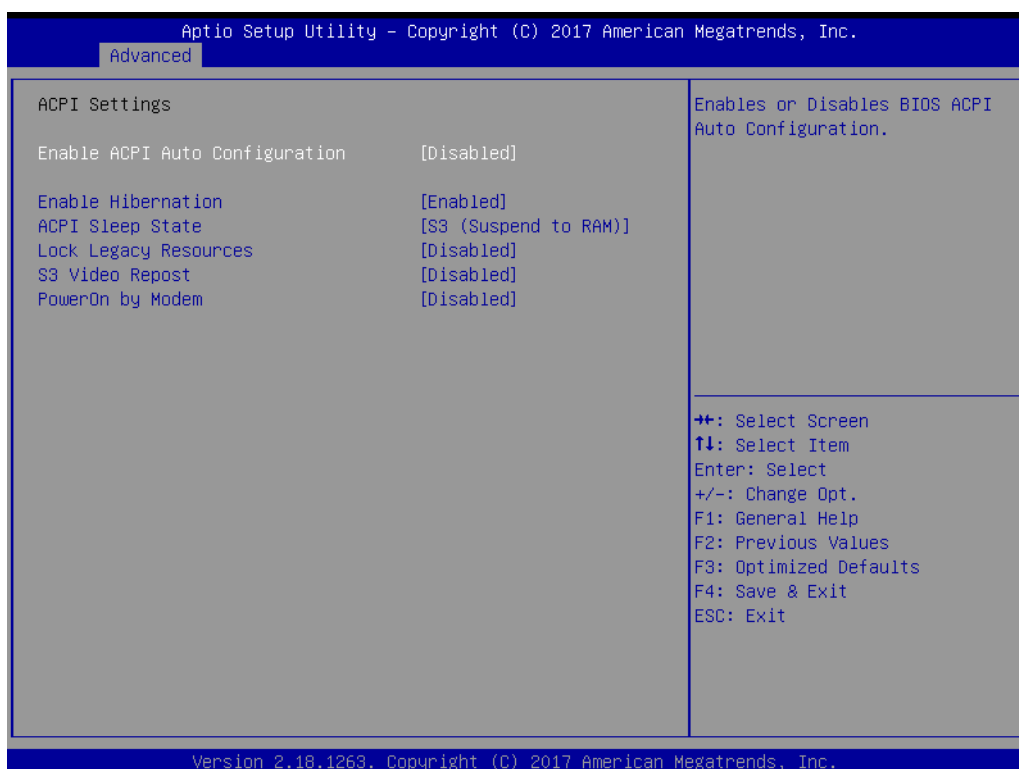 Aptio Setup Utility – Copyright (C) 2017 American Megatrends, Inc.
Advanced
ACPI Settings
Enable ACPI Auto Configuration [Disabled]
Enable Hibernation [Enabled]
ACPI Sleep State [S3 (Suspend to RAM)]
Lock Legacy Resources [Disabled]
S3 Video Repost [Disabled]
PowerOn by Modem [Disabled]
Enables or Disables BIOS ACPI
Auto Configuration.
→←: Select Screen
↑↓: Select Item
Enter: Select
+/-: Change Opt.
F1: General Help
F2: Previous Values
F3: Optimized Defaults
F4: Save & Exit
ESC: Exit
Version 2.18.1263. Copyright (C) 2017 American Megatrends, Inc.